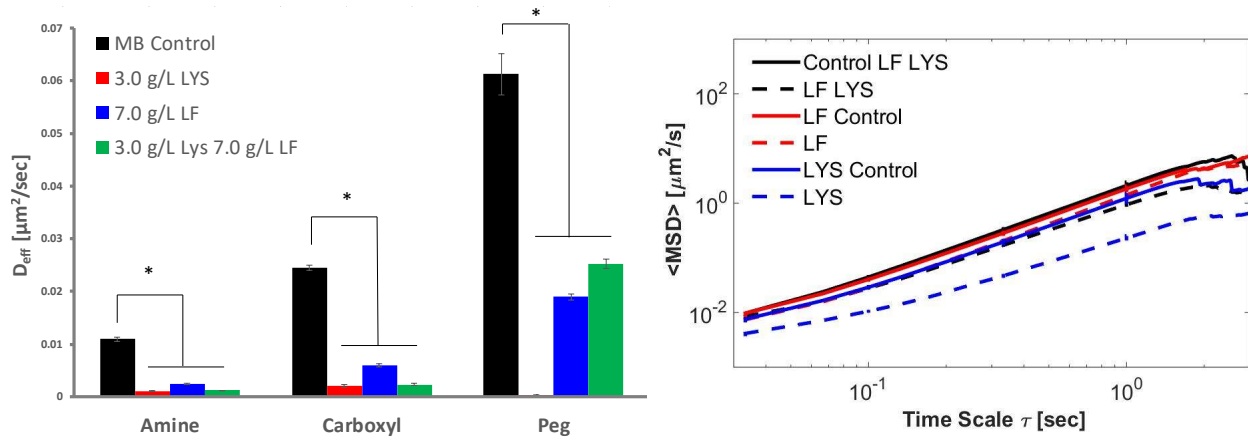 0.07
0.06
0.05
0.04
0.03
0.02
0.01
0
D_eff [μm²/sec]
MB Control
3.0 g/L LYS
7.0 g/L LF
3.0 g/L Lys 7.0 g/L LF
*
*
*
Amine
Carboxyl
Peg
<MSD> [μm²/s]
10²
10⁰
10⁻²
Control LF LYS
LF LYS
LF Control
LF
LYS Control
LYS
10⁻¹
10⁰
Time Scale τ [sec]